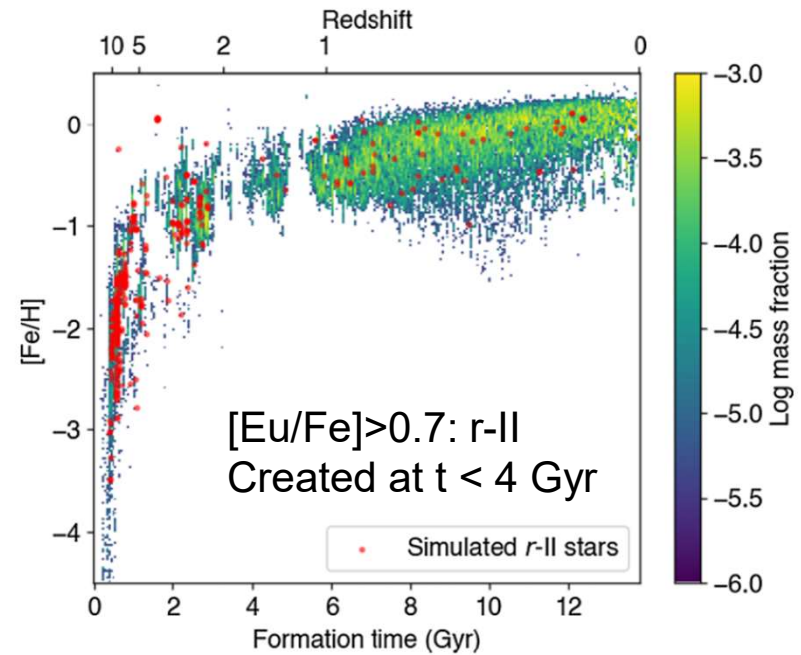 Redshift
10 5 2 1 0
0
−1
−2
−3
−4
[Fe/H]
[Eu/Fe]>0.7: r-II
Created at t < 4 Gyr
Simulated r-II stars
0 2 4 6 8 10 12
Formation time (Gyr)
−3.0
−3.5
−4.0
−4.5
−5.0
−5.5
−6.0
Log mass fraction